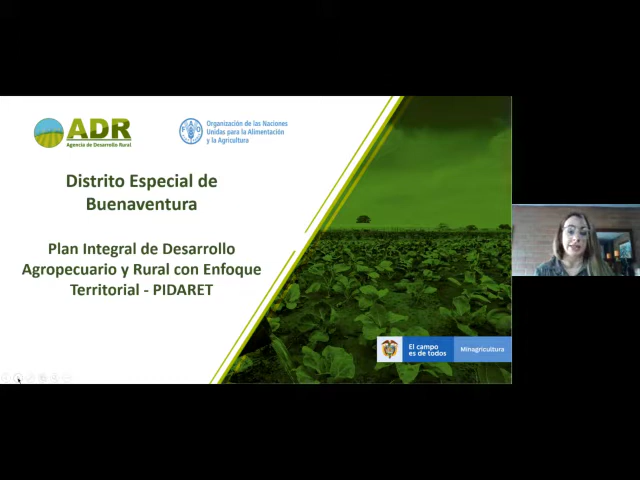 ADR
Agencia de Desarrollo Rural
FAO
Organización de las Naciones
Unidas para la Alimentación
y la Agricultura
Distrito Especial de
Buenaventura
Plan Integral de Desarrollo
Agropecuario y Rural con Enfoque
Territorial - PIDARET
El campo
es de todos
Minagricultura